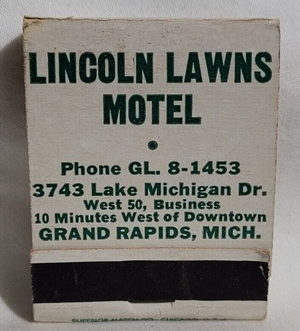 LINCOLN LAWNS
MOTEL
Phone GL. 8-1453
3743 Lake Michigan Dr.
West 50, Business
10 Minutes West of Downtown
GRAND RAPIDS, MICH.